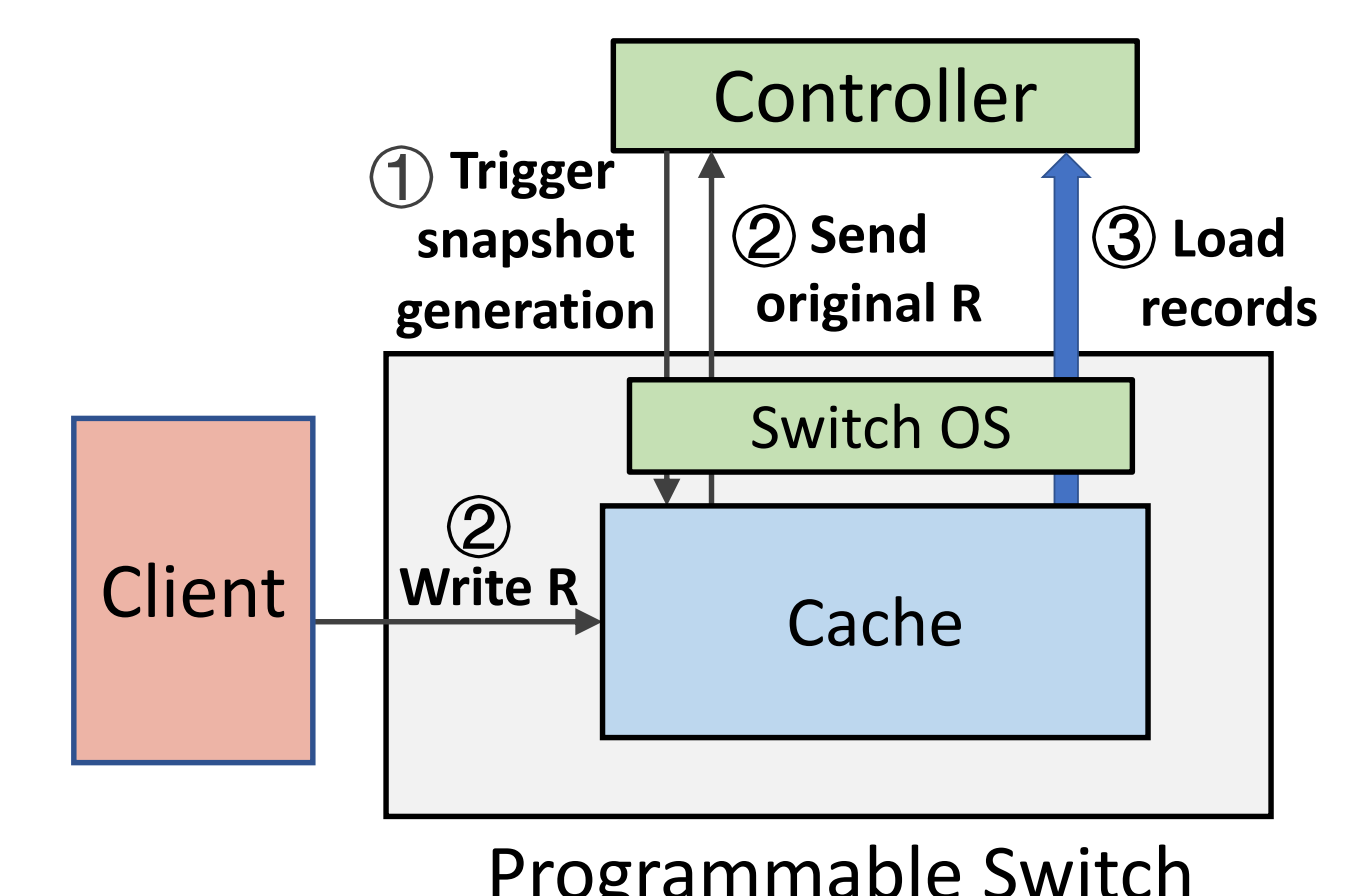 Controller
① Trigger
snapshot
generation
② Send
original R
③ Load
records
Switch OS
②
Write R
Client
Cache
Programmable Switch